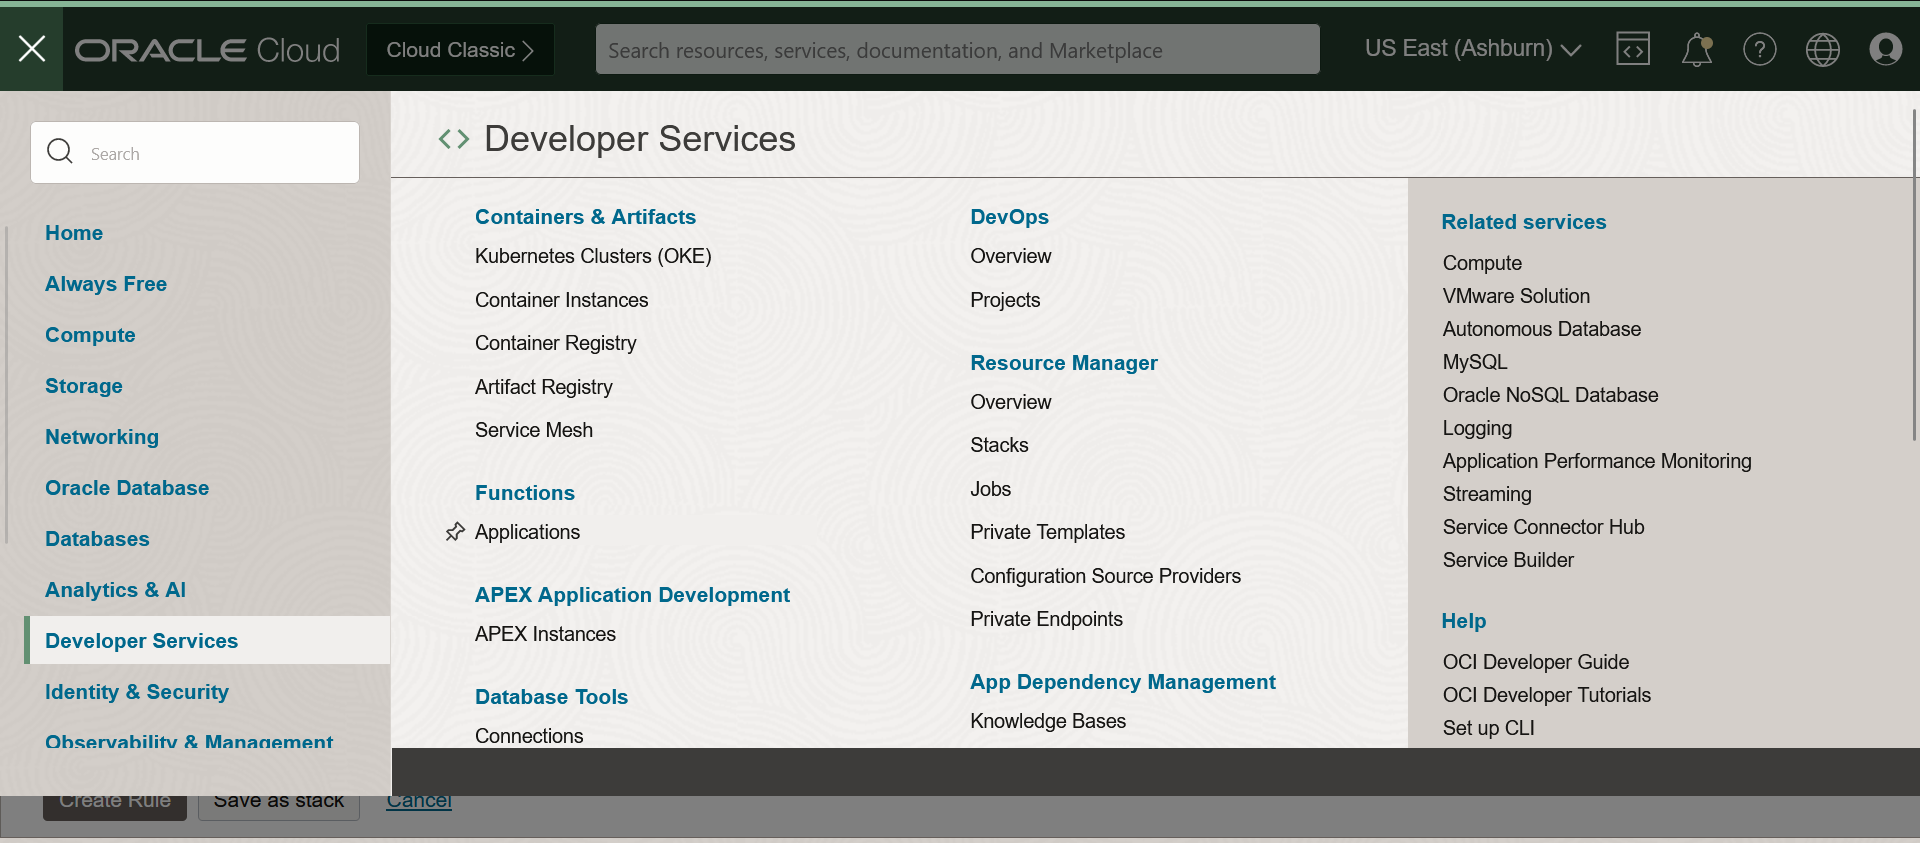 ORACLE Cloud
Cloud Classic
Search resources, services, documentation, and Marketplace
US East (Ashburn)
Search
Home
Always Free
Compute
Storage
Networking
Oracle Database
Databases
Analytics & AI
Developer Services
Identity & Security
Observability & Management
Developer Services
Containers & Artifacts
Kubernetes Clusters (OKE)
Container Instances
Container Registry
Artifact Registry
Service Mesh
Functions
Applications
APEX Application Development
APEX Instances
Database Tools
Connections
DevOps
Overview
Projects
Resource Manager
Overview
Stacks
Jobs
Private Templates
Configuration Source Providers
Private Endpoints
App Dependency Management
Knowledge Bases
Related services
Compute
VMware Solution
Autonomous Database
MySQL
Oracle NoSQL Database
Logging
Application Performance Monitoring
Streaming
Service Connector Hub
Service Builder
Help
OCI Developer Guide
OCI Developer Tutorials
Set up CLI
Create Rule
Save as stack
Cancel